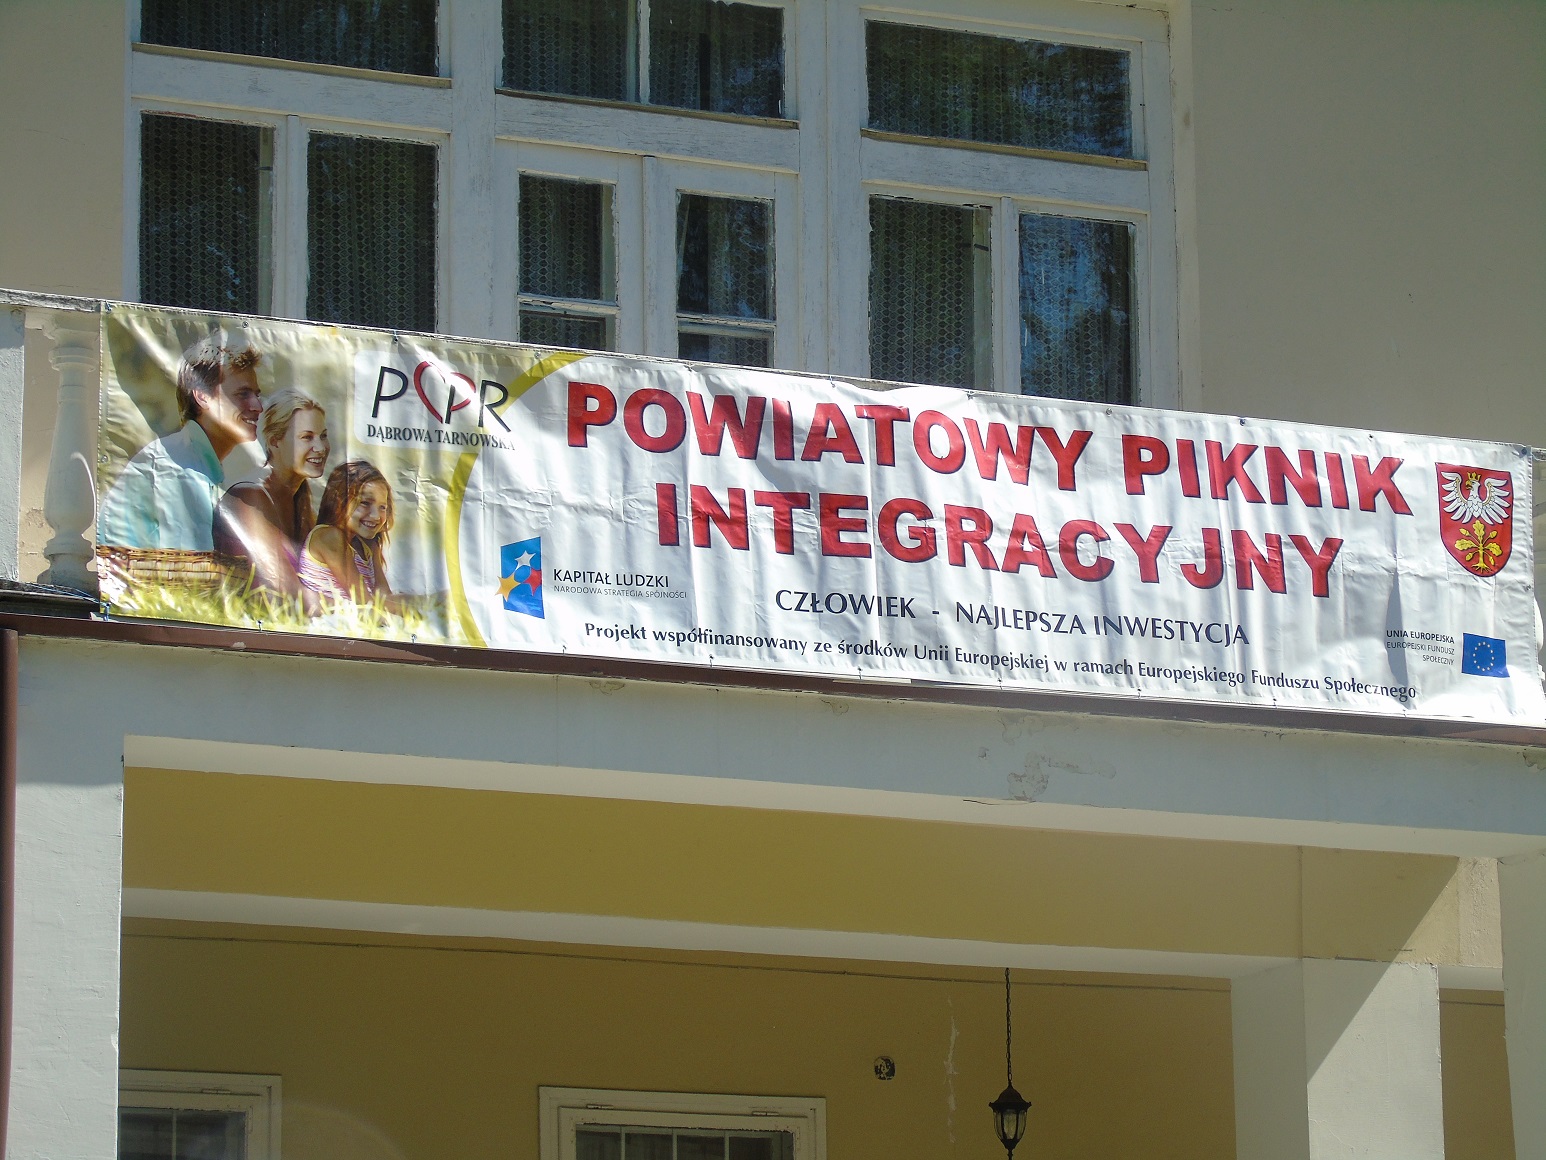 PCPR
DĄBROWA TARNOWSKA
POWIATOWY PIKNIK
INTEGRACYJNY
KAPITAŁ LUDZKI
NARODOWA STRATEGIA SPÓJNOŚCI
CZŁOWIEK - NAJLEPSZA INWESTYCJA
Projekt współfinansowany ze środków Unii Europejskiej w ramach Europejskiego Funduszu Społecznego
UNIA EUROPEJSKA
EUROPEJSKI FUNDUSZ
SPOŁECZNY